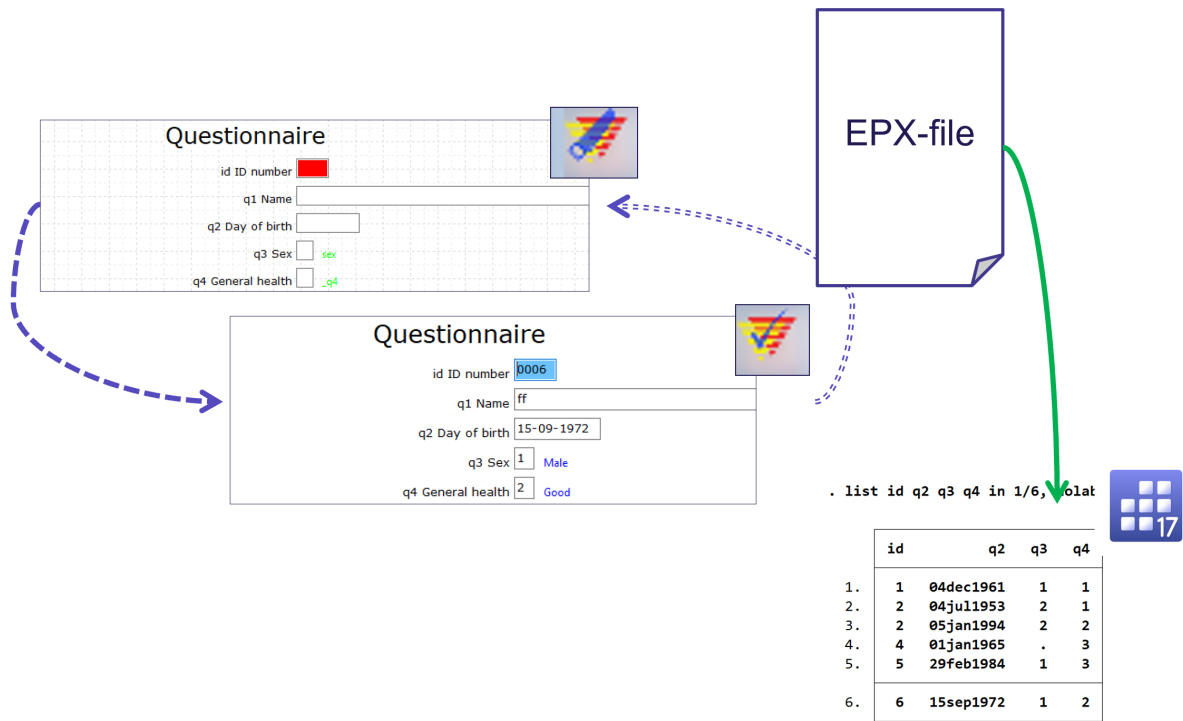 EPX-file
Questionnaire
id ID number
q1 Name
q2 Day of birth
q3 Sex sex
q4 General health _q4
Questionnaire
id ID number 0006
q1 Name ff
q2 Day of birth 15-09-1972
q3 Sex 1 Male
q4 General health 2 Good
. list id q2 q3 q4 in 1/6, olab
17
id q2 q3 q4
1. 1 04dec1961 1 1
2. 2 04jul1953 2 1
3. 2 05jan1994 2 2
4. 4 01jan1965 . 3
5. 5 29feb1984 1 3
6. 6 15sep1972 1 2